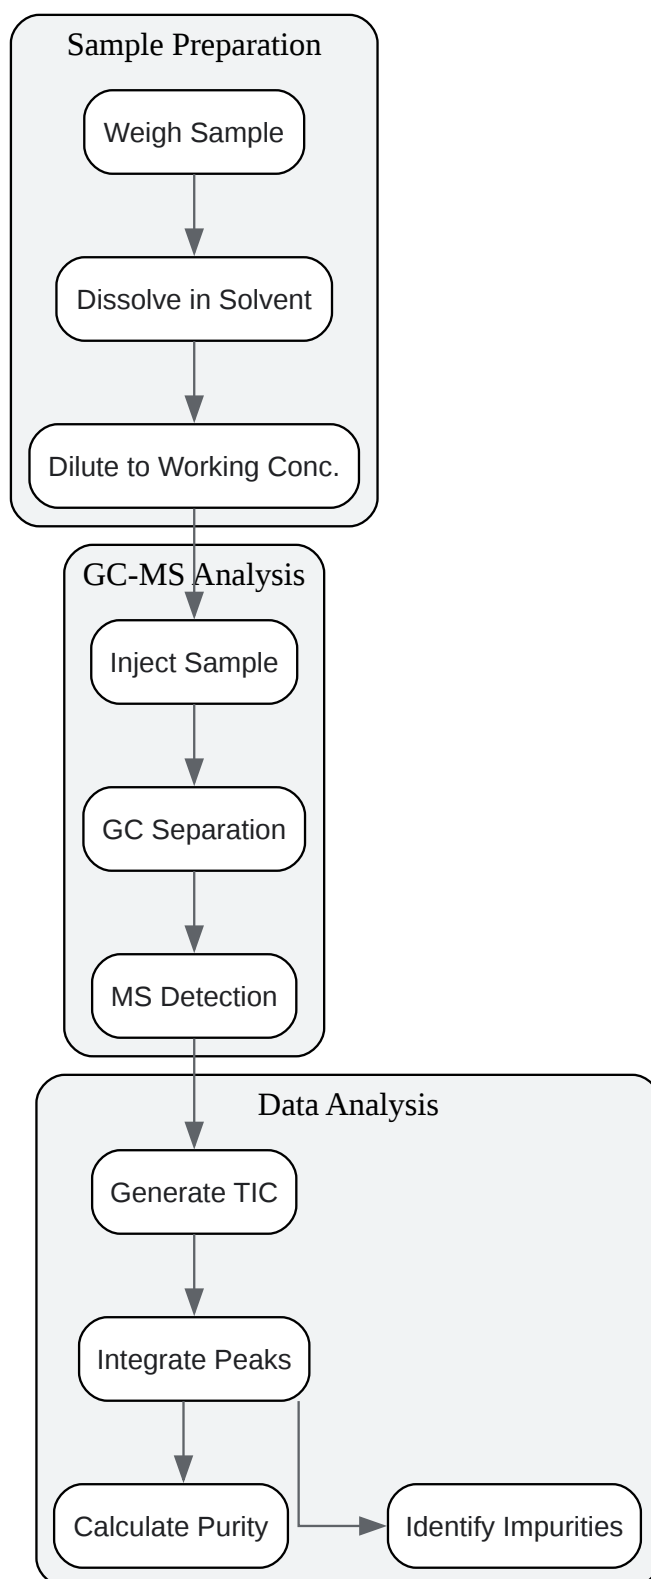 Sample Preparation
Weigh Sample
Dissolve in Solvent
Dilute to Working Conc.
GC-MS Analysis
Inject Sample
GC Separation
MS Detection
Data Analysis
Generate TIC
Integrate Peaks
Calculate Purity
Identify Impurities